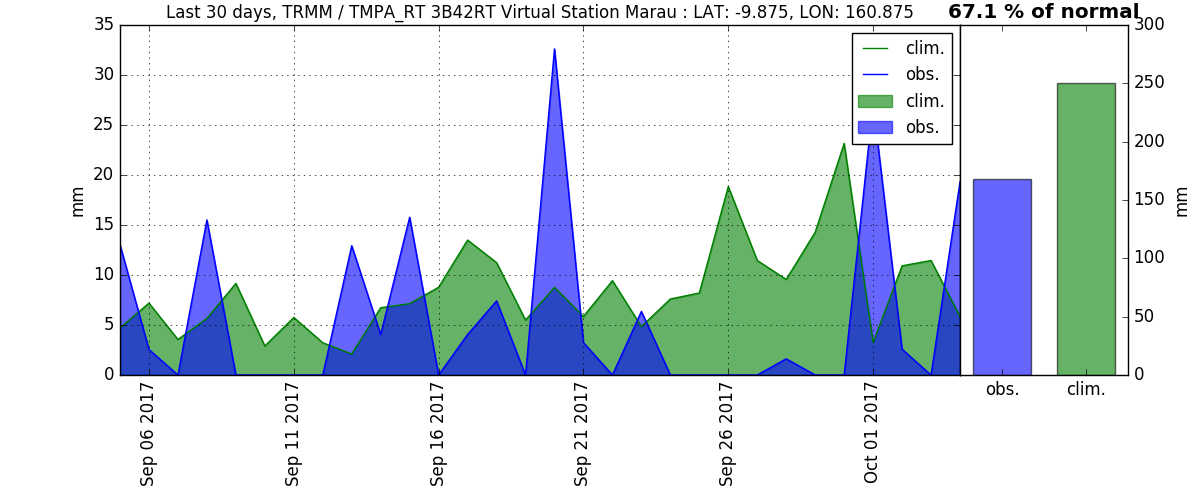 Last 30 days, TRMM / TMPA_RT 3B42RT Virtual Station Marau : LAT: -9.875, LON: 160.875
67.1 % of normal
35
30
25
20
15
10
5
0
mm
clim.
obs.
clim.
obs.
300
250
200
150
100
50
0
mm
Sep 06 2017
Sep 11 2017
Sep 16 2017
Sep 21 2017
Sep 26 2017
Oct 01 2017
obs.
clim.